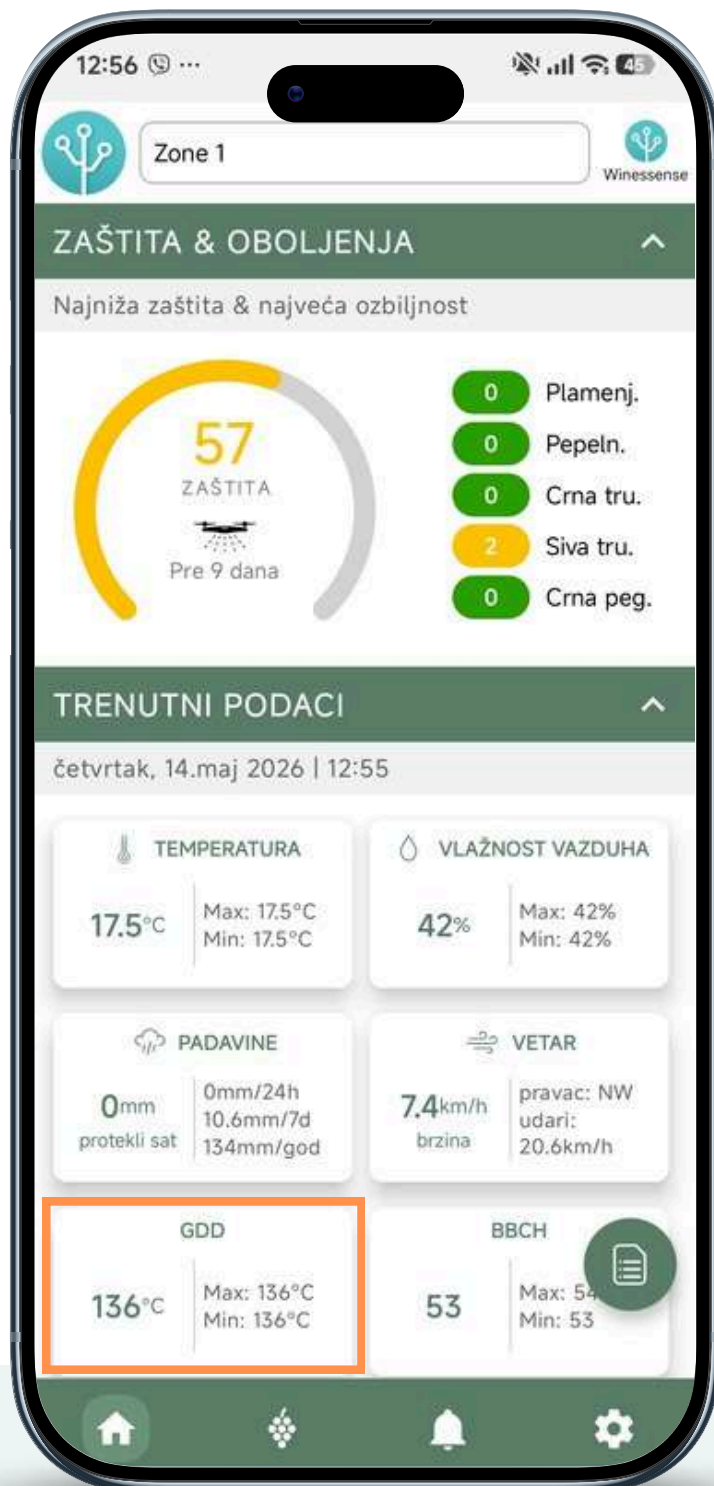 12:56 ...
45
Zone 1
Winessense
ZAŠTITA & OBOLJENJA
Najniža zaštita & najveća ozbiljnost
57
ZAŠTITA
Pre 9 dana
0 Plamenj.
0 Pepeln.
0 Crna tru.
2 Siva tru.
0 Crna peg.
TRENUTNI PODACI
četvrtak, 14.maj 2026 | 12:55
TEMPERATURA
17.5°C
Max: 17.5°C
Min: 17.5°C
VLAŽNOST VAZDUHA
42%
Max: 42%
Min: 42%
PADAVINE
0mm
protekli sat
0mm/24h
10.6mm/7d
134mm/god
VETAR
7.4km/h
brzina
pravac: NW
udari:
20.6km/h
GDD
136°C
Max: 136°C
Min: 136°C
BBCH
53
Max: 54
Min: 53